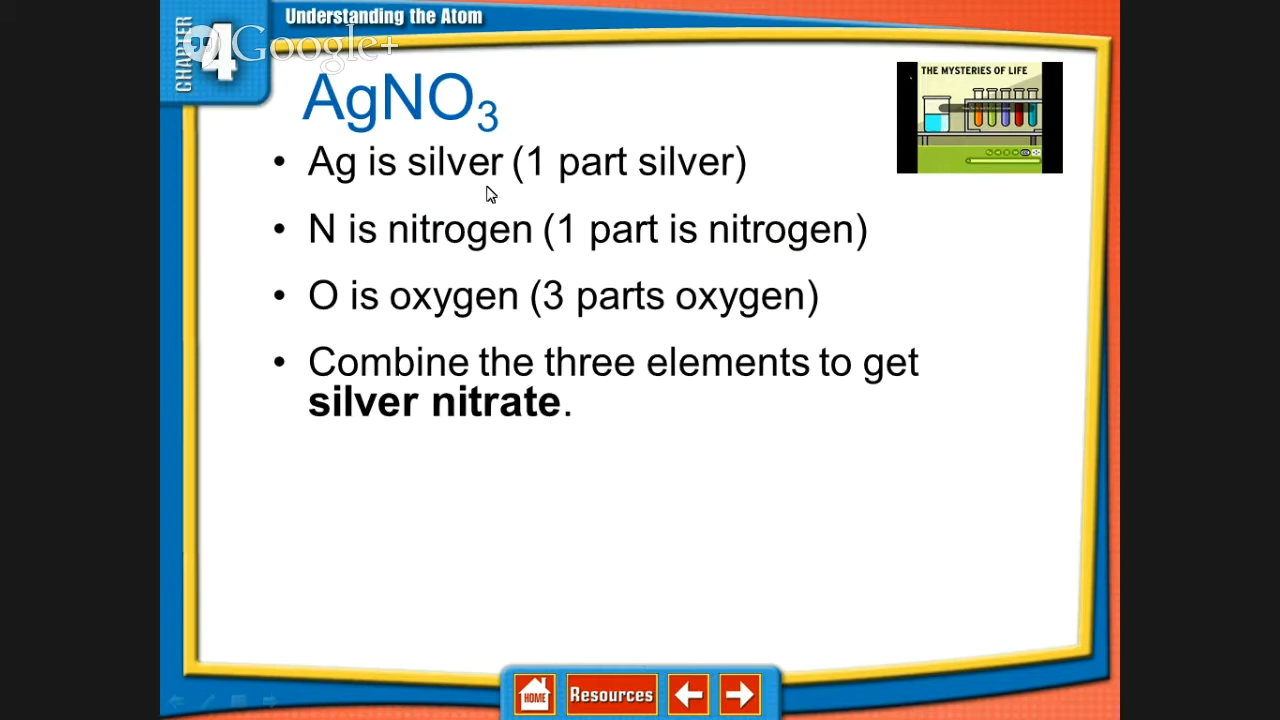 Understanding the Atom
CHAPTER
4
Google+
AgNO3
THE MYSTERIES OF LIFE
• Ag is silver (1 part silver)
• N is nitrogen (1 part is nitrogen)
• O is oxygen (3 parts oxygen)
• Combine the three elements to get
silver nitrate.
HOME
Resources